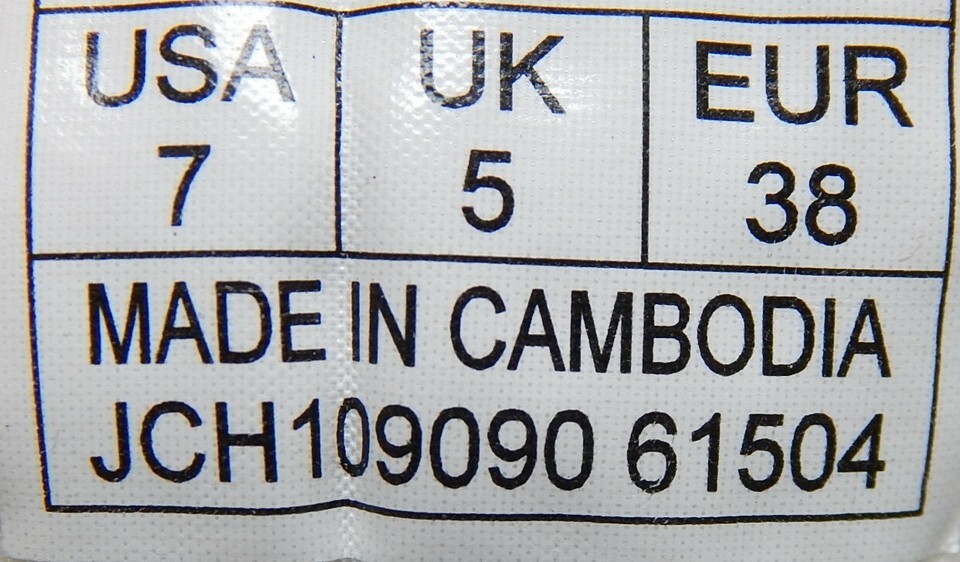 USA UK EUR
7 5 38
MADE IN CAMBODIA
JCH109090 61504